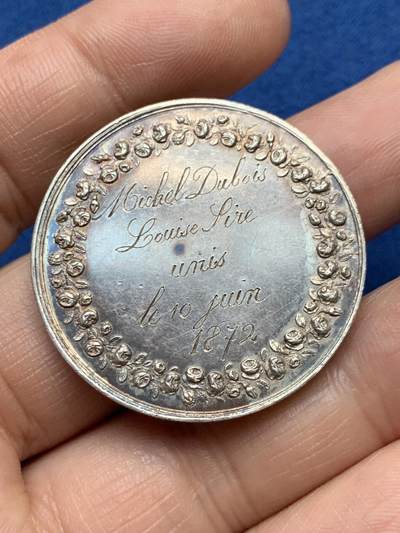 Michel Dubois
Louise Sire
unis
le 10 juin
1872